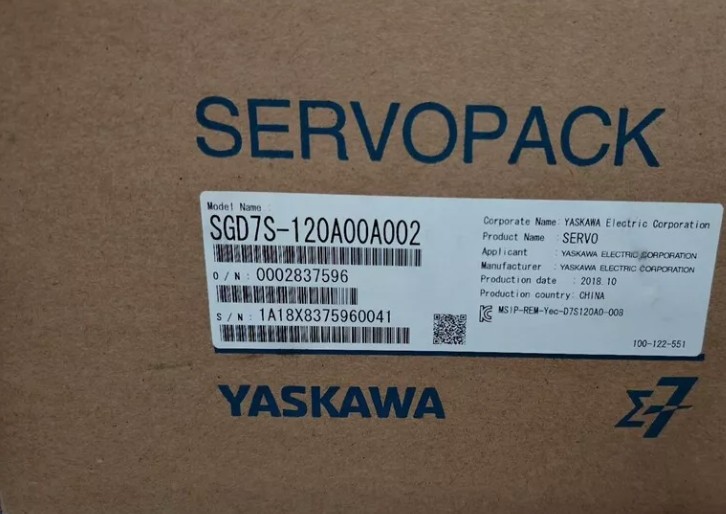 SERVOPACK
Model Name :
SGD7S-120A00A002
O/N: 0002837596
S/N: 1A18X8375960041
Corporate Name: YASKAWA Electric Corporation
Product Name : SERVO
Applicant : YASKAWA ELECTRIC CORPORATION
Manufacturer : YASKAWA ELECTRIC CORPORATION
Production date : 2018.10
Production country: CHINA
MSIP-REM-Yec-D7S120A0-008
100-122-551
YASKAWA
Σ-7